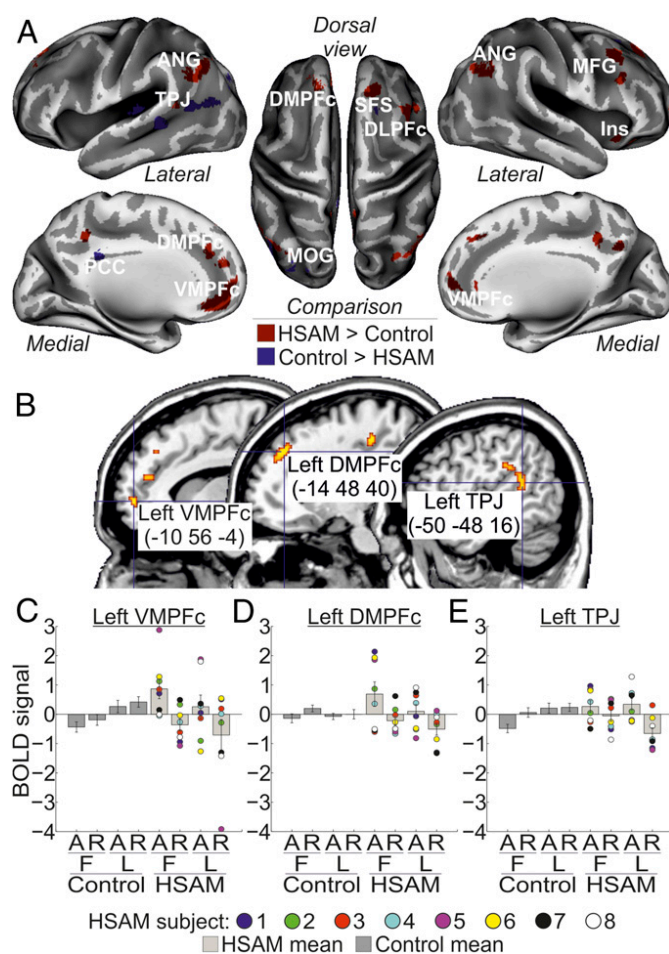 A
Dorsal
view
ANG
TPJ
DMPFc
SFS
DLPFc
ANG
MFG
Ins
Lateral
Lateral
PCC
DMPFc
VMPFc
MOG
VMPFc
Medial
Comparison
Medial
HSAM > Control
Control > HSAM
B
Left VMPFc
(-10 56 -4)
Left DMPFc
(-14 48 40)
Left TPJ
(-50 -48 16)
C Left VMPFc
D Left DMPFc
E Left TPJ
BOLD signal
3
2
1
0
-1
-2
-3
-4
3
2
1
0
-1
-2
-3
-4
3
2
1
0
-1
-2
-3
-4
A R A R A R A R
F L F L
Control HSAM
A R A R A R A R
F L F L
Control HSAM
A R A R A R A R
F L F L
Control HSAM
HSAM subject: 1 2 3 4 5 6 7 8
HSAM mean Control mean